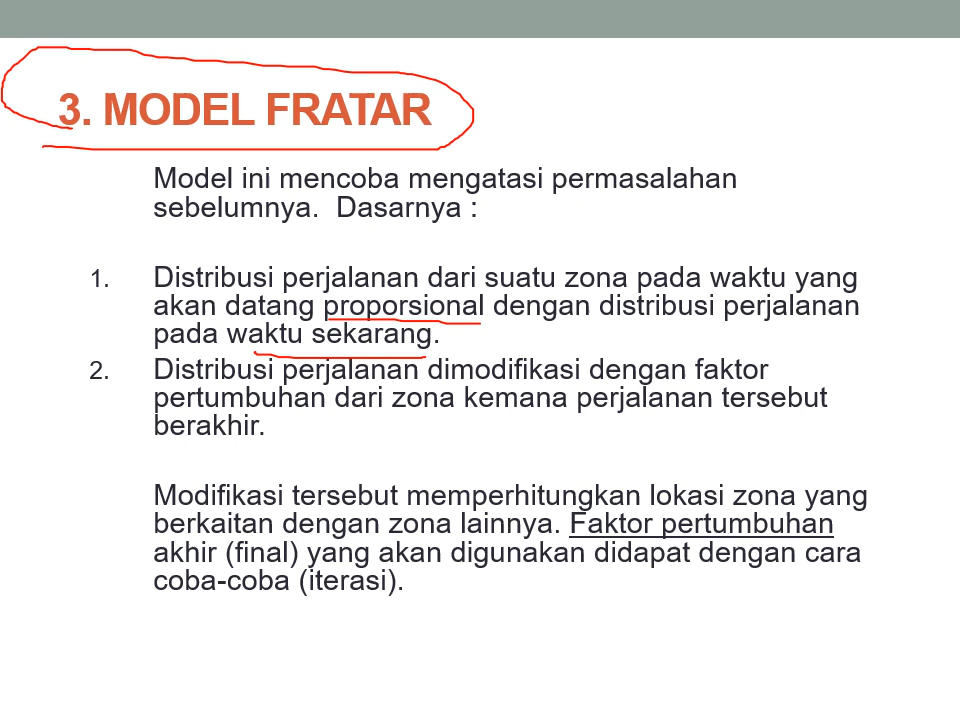 3. MODEL FRATAR
Model ini mencoba mengatasi permasalahan
sebelumnya. Dasarnya :
1. Distribusi perjalanan dari suatu zona pada waktu yang
akan datang proporsional dengan distribusi perjalanan
pada waktu sekarang.
2. Distribusi perjalanan dimodifikasi dengan faktor
pertumbuhan dari zona kemana perjalanan tersebut
berakhir.
Modifikasi tersebut memperhitungkan lokasi zona yang
berkaitan dengan zona lainnya. Faktor pertumbuhan
akhir (final) yang akan digunakan didapat dengan cara
coba-coba (iterasi).